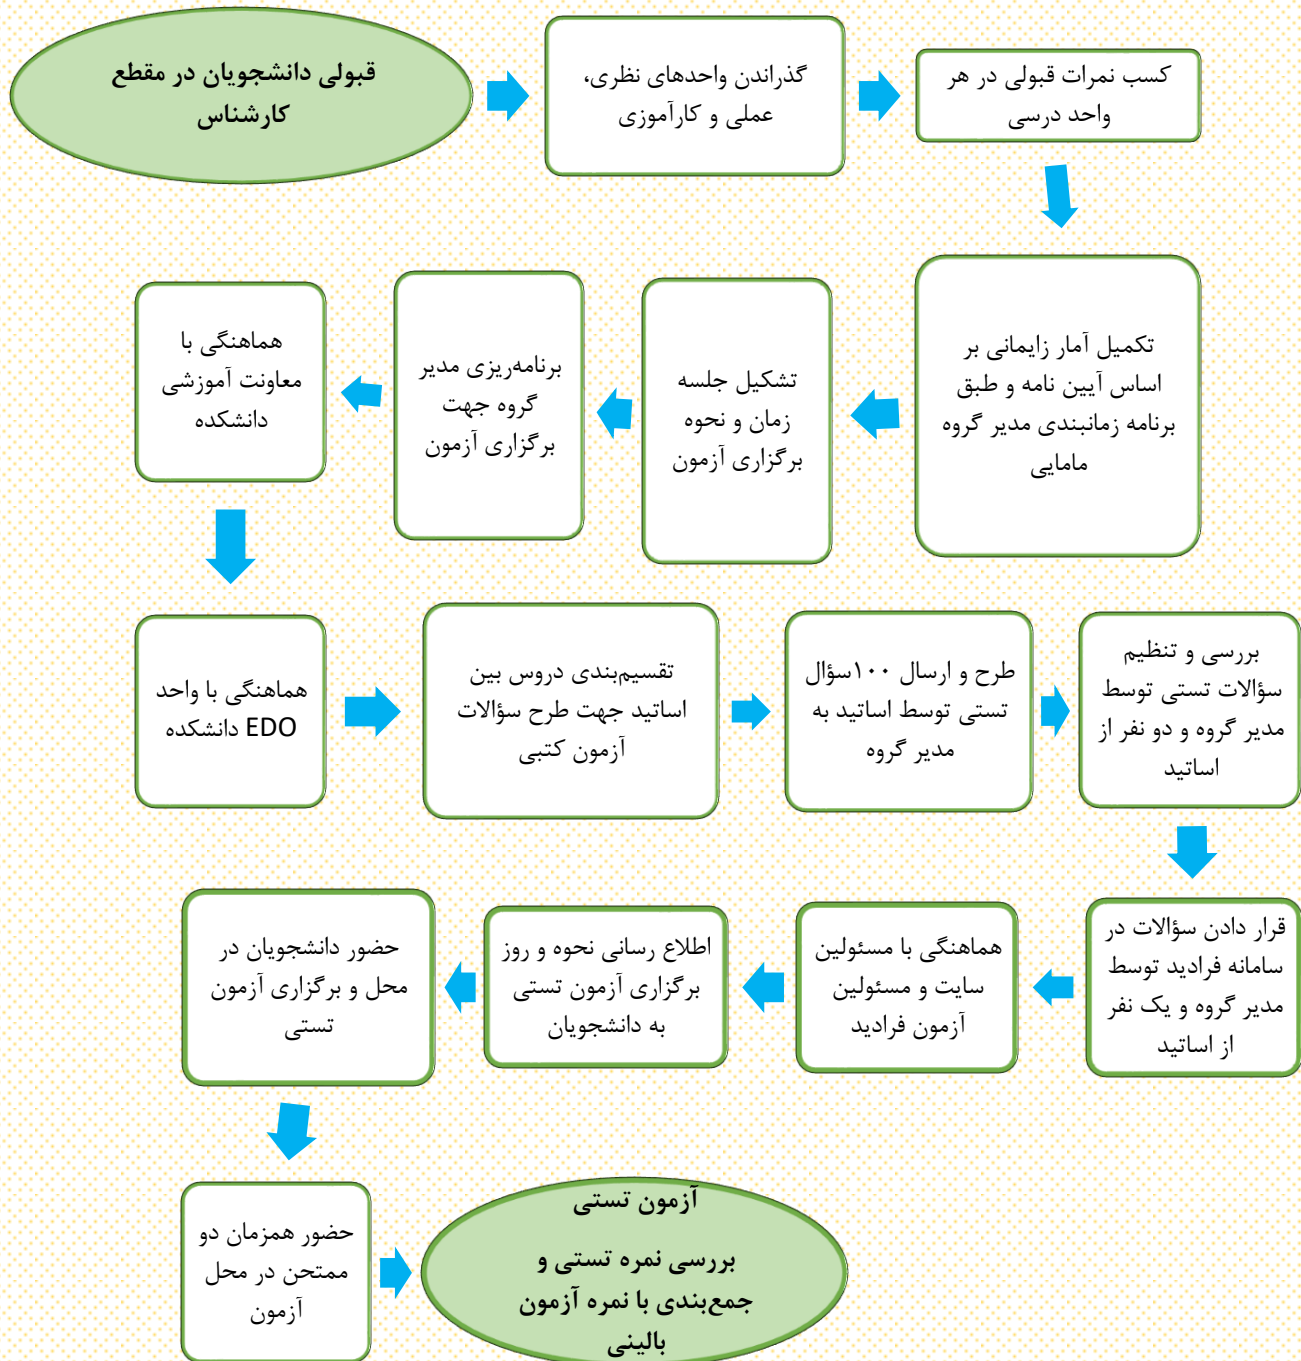 قبولی دانشجویان در مقطع
کارشناس
گذراندن واحدهای نظری،
عملی و کارآموزی
کسب نمرات قبولی در هر
واحد درسی
تکمیل آمار زایمانی بر
اساس آیین نامه و طبق
برنامه زمانبندی مدیر گروه
مامایی
تشکیل جلسه
زمان و نحوه
برگزاری آزمون
برنامه‌ریزی مدیر
گروه جهت
برگزاری آزمون
هماهنگی با
معاونت آموزشی
دانشکده
هماهنگی با واحد
EDO دانشکده
تقسیم‌بندی دروس بین
اساتید جهت طرح سؤالات
آزمون کتبی
طرح و ارسال ۱۰۰سؤال
تستی توسط اساتید به
مدیر گروه
بررسی و تنظیم
سؤالات تستی توسط
مدیر گروه و دو نفر از
اساتید
قرار دادن سؤالات در
سامانه فرادید توسط
مدیر گروه و یک نفر
از اساتید
هماهنگی با مسئولین
سایت و مسئولین
آزمون فرادید
اطلاع رسانی نحوه و روز
برگزاری آزمون تستی
به دانشجویان
حضور دانشجویان در
محل و برگزاری آزمون
تستی
حضور همزمان دو
ممتحن در محل
آزمون
آزمون تستی
بررسی نمره تستی و
جمع‌بندی با نمره آزمون
بالینی